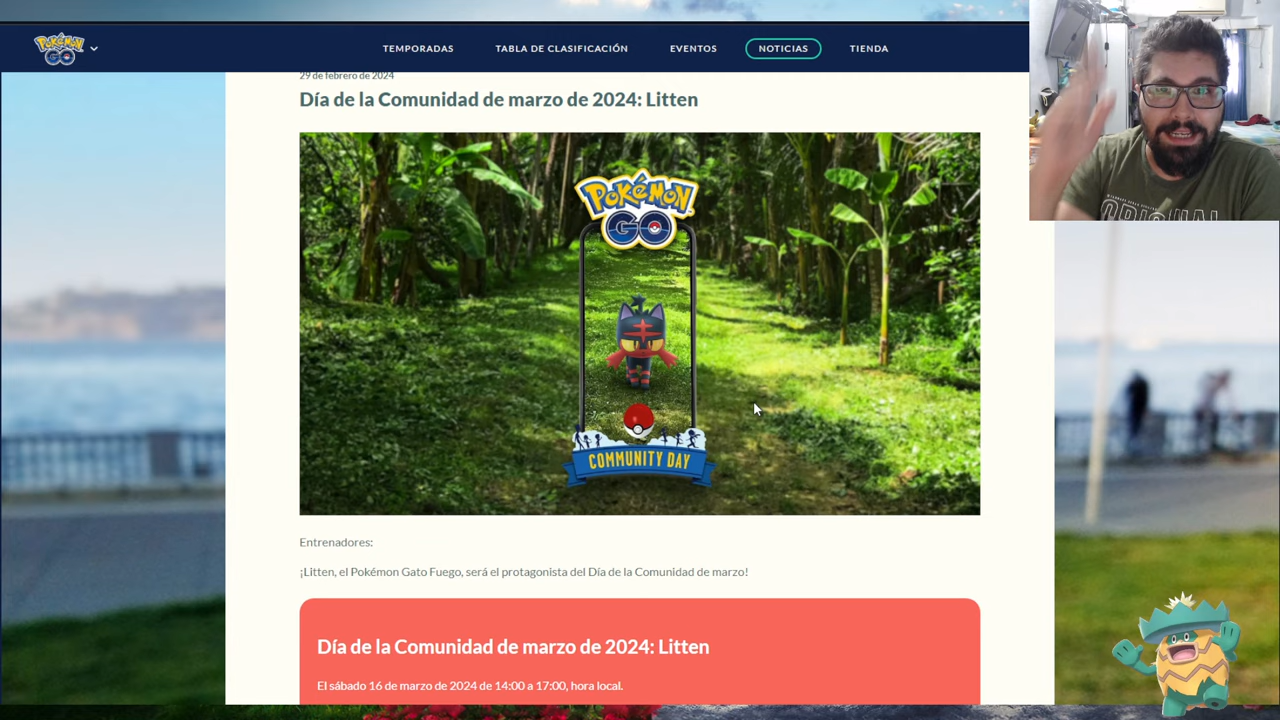 Pokémon GO
TEMPORADAS
TABLA DE CLASIFICACIÓN
EVENTOS
NOTICIAS
TIENDA
29 de febrero de 2024
Día de la Comunidad de marzo de 2024: Litten
Pokémon
GO
COMMUNITY DAY
Entrenadores:
¡Litten, el Pokémon Gato Fuego, será el protagonista del Día de la Comunidad de marzo!
Día de la Comunidad de marzo de 2024: Litten
El sábado 16 de marzo de 2024 de 14:00 a 17:00, hora local.
ORIGINAL